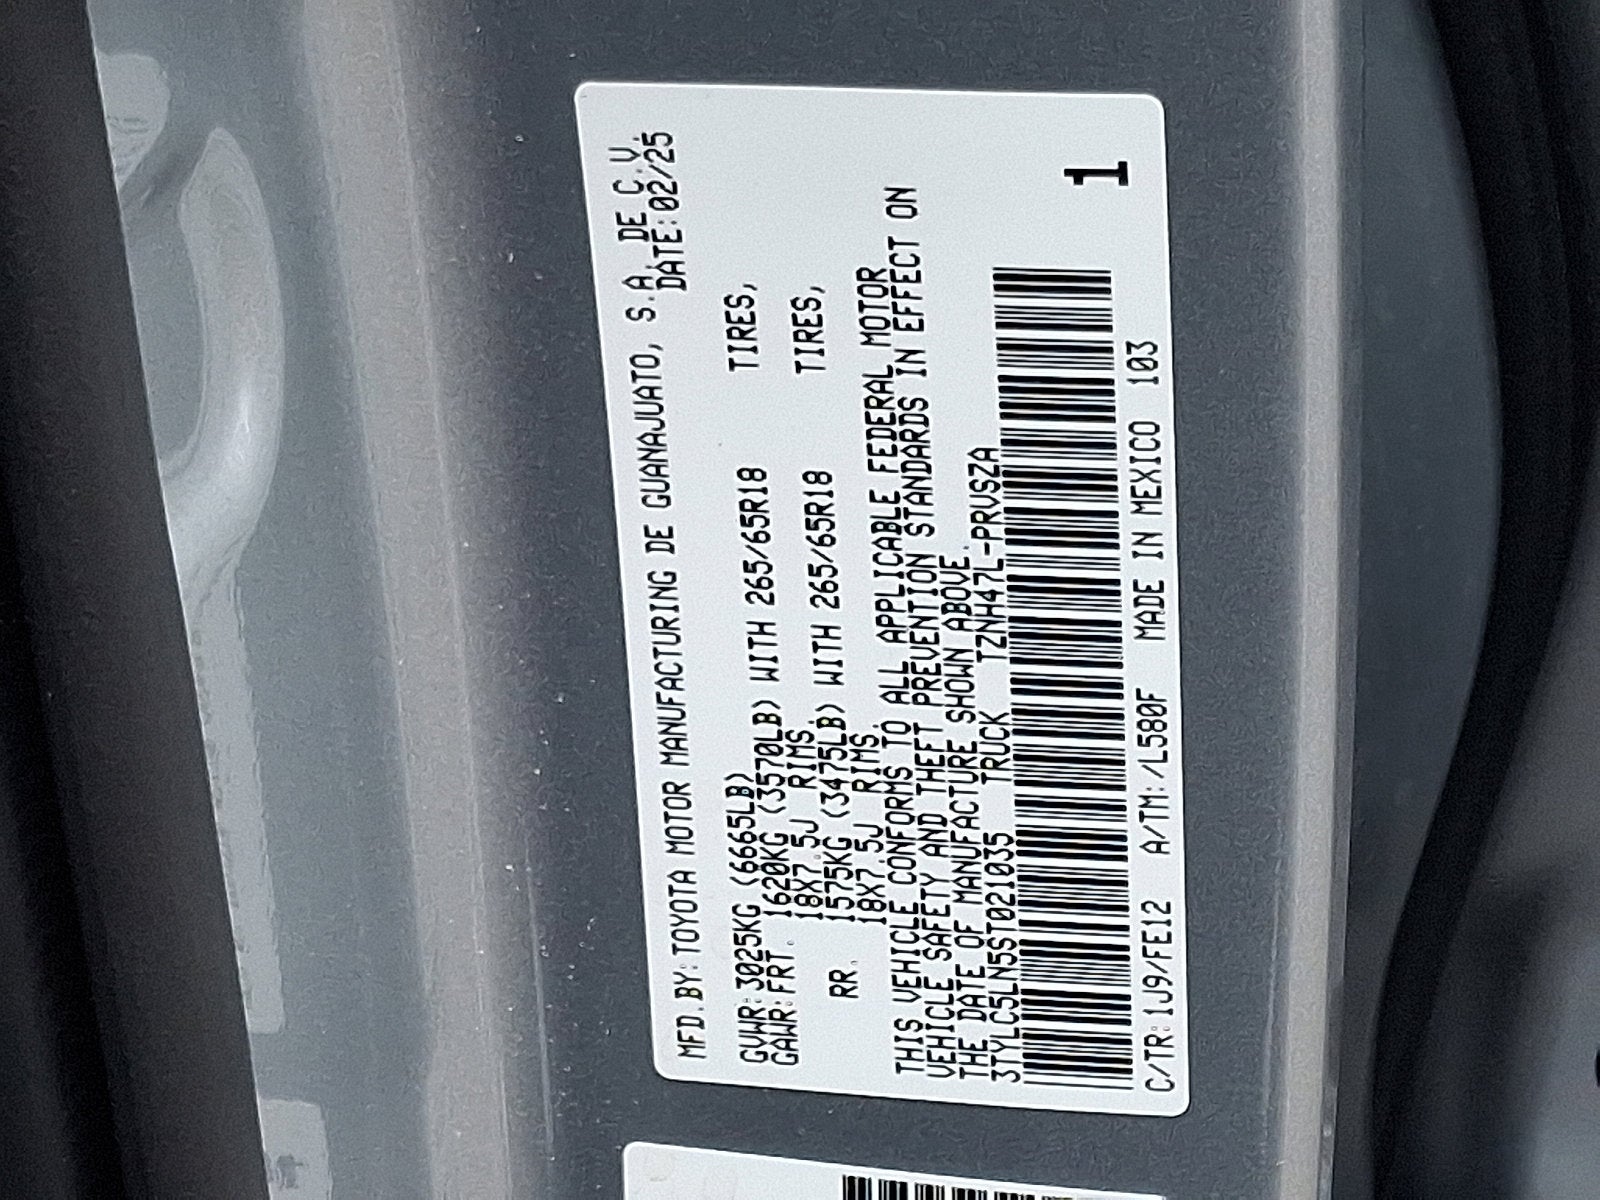 MFD.BY:TOYOTA MOTOR MANUFACTURING DE GUANAJUATO, S.A. DE C.V.
DATE:02/25
GVWR:3025KG (6665LB)
GAWR:FRT. 1620KG (3570LB) WITH 265/65R18 TIRES,
18X7.5J RIMS.
RR. 1575KG (3475LB) WITH 265/65R18 TIRES,
18X7.5J RIMS.
THIS VEHICLE CONFORMS TO ALL APPLICABLE FEDERAL MOTOR
VEHICLE SAFETY AND THEFT PREVENTION STANDARDS IN EFFECT ON
THE DATE OF MANUFACTURE SHOWN ABOVE.
3TYLC5LN5ST021035 TRUCK TZNH47L-PRVSZA
1
C/TR:1J9/FE12 A/TM:/L580F MADE IN MEXICO 103